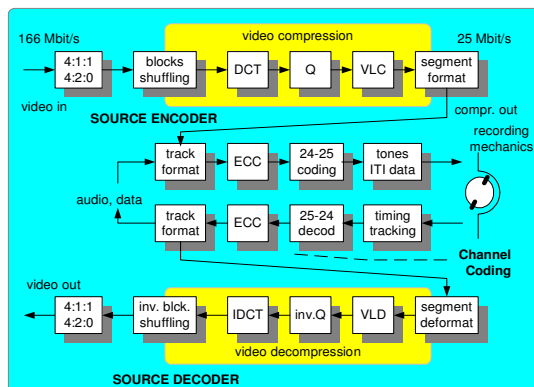 video compression
166 Mbit/s
25 Mbit/s
4:1:1
4:2:0
blocks
shuffling
DCT
Q
VLC
segment
format
video in
SOURCE ENCODER
compr. out
recording
mechanics
track
format
ECC
24-25
coding
tones
ITI data
audio, data
track
format
ECC
25-24
decod
timing
tracking
Channel
Coding
video out
4:1:1
4:2:0
inv. blck.
shuffling
IDCT
inv.Q
VLD
segment
deformat
video decompression
SOURCE DECODER